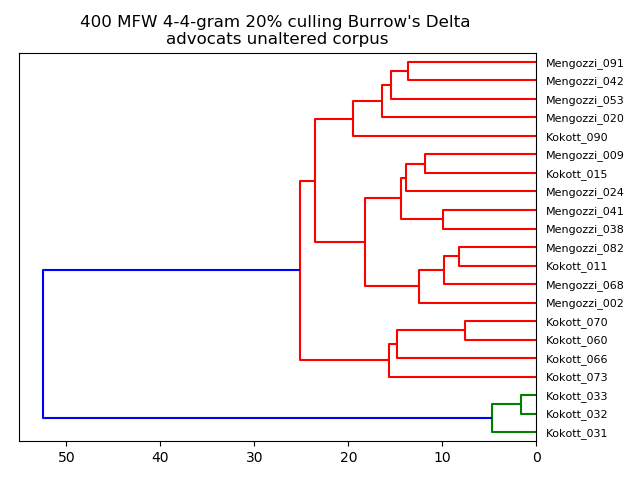 400 MFW 4-4-gram 20% culling Burrow's Delta
advocats unaltered corpus
Mengozzi_091
Mengozzi_042
Mengozzi_053
Mengozzi_020
Kokott_090
Mengozzi_009
Kokott_015
Mengozzi_024
Mengozzi_041
Mengozzi_038
Mengozzi_082
Kokott_011
Mengozzi_068
Mengozzi_002
Kokott_070
Kokott_060
Kokott_066
Kokott_073
Kokott_033
Kokott_032
Kokott_031
50 40 30 20 10 0